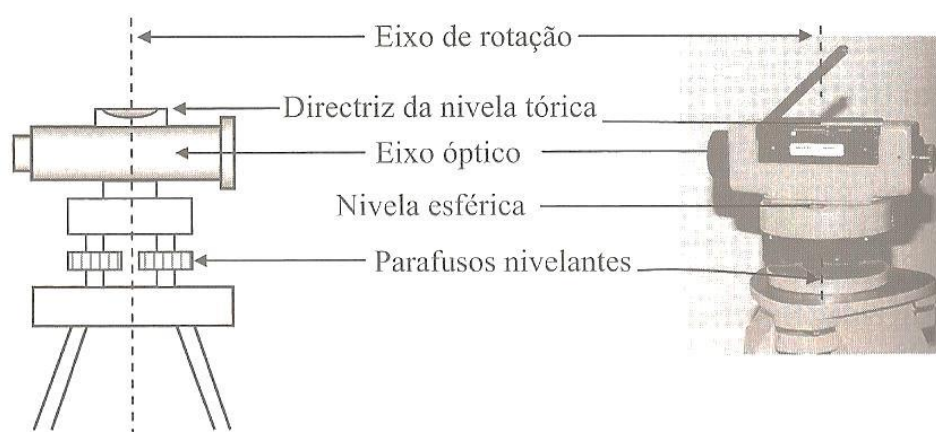 Eixo de rotação
Directriz da nivela tórica
Eixo óptico
Nivela esférica
Parafusos nivelantes